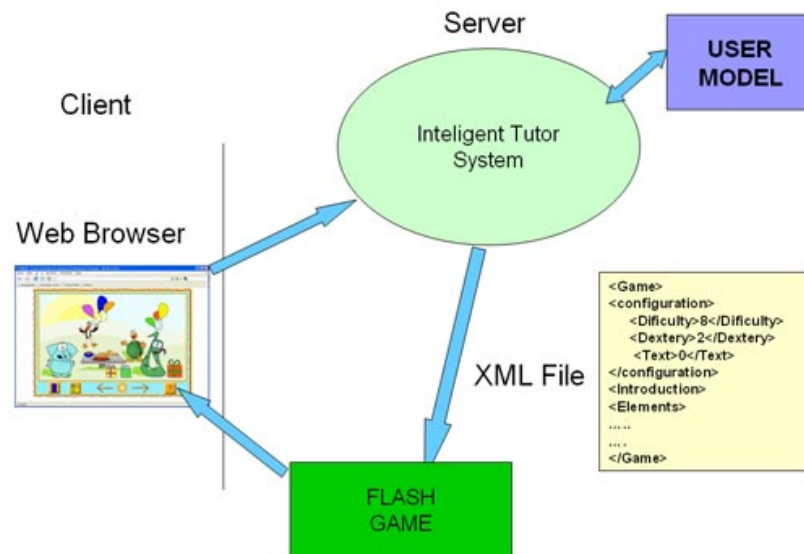 Server
USER
MODEL
Client
Inteligent Tutor
System
Web Browser
XML File
<Game>
<configuration>
<Dificulty>8</Dificulty>
<Dextery>2</Dextery>
<Text>0</Text>
</configuration>
<Introduction>
<Elements>
.....
....
</Game>
FLASH
GAME